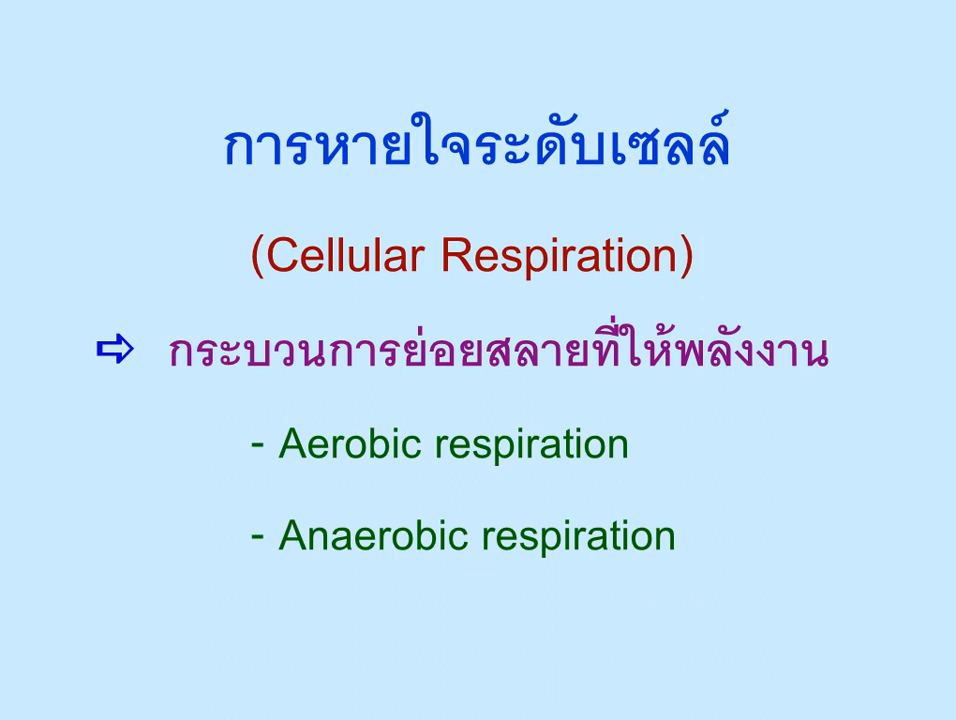 การหายใจระดับเซลล์
(Cellular Respiration)
⇨ กระบวนการย่อยสลายที่ให้พลังงาน
- Aerobic respiration
- Anaerobic respiration